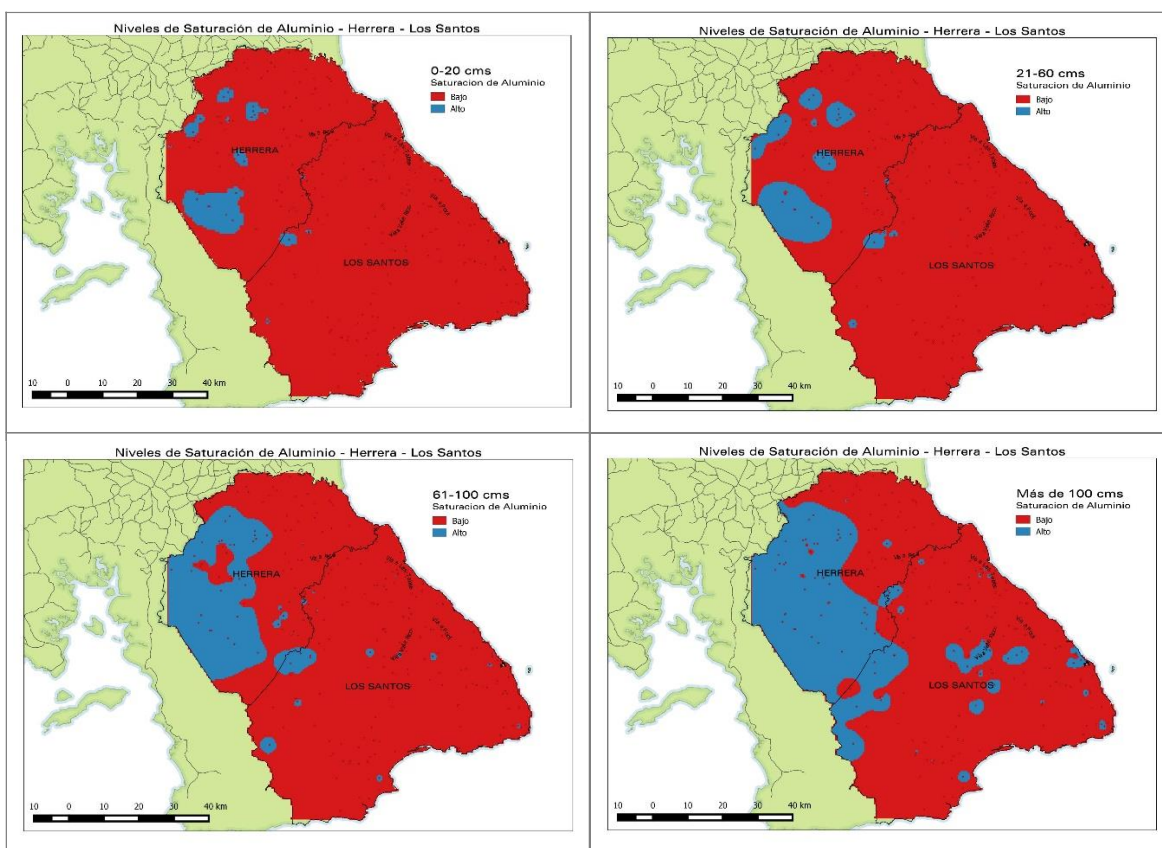 Niveles de Saturación de Aluminio - Herrera - Los Santos
0-20 cms
Saturacion de Aluminio
Bajo
Alto
HERRERA
LOS SANTOS
10 0 10 20 30 40 km
Niveles de Saturación de Aluminio - Herrera - Los Santos
21-60 cms
Saturacion de Aluminio
Bajo
Alto
HERRERA
LOS SANTOS
10 0 10 20 30 40 km
Niveles de Saturación de Aluminio - Herrera - Los Santos
61-100 cms
Saturacion de Aluminio
Bajo
Alto
HERRERA
LOS SANTOS
10 0 10 20 30 40 km
Niveles de Saturación de Aluminio - Herrera - Los Santos
Más de 100 cms
Saturacion de Aluminio
Bajo
Alto
HERRERA
LOS SANTOS
10 0 10 20 30 40 km